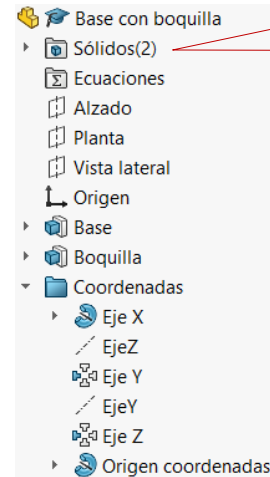 Base con boquilla
Sólidos(2)
Ecuaciones
Alzado
Planta
Vista lateral
Origen
Base
Boquilla
Coordenadas
Eje X
EjeZ
Eje Y
EjeY
Eje Z
Origen coordenadas